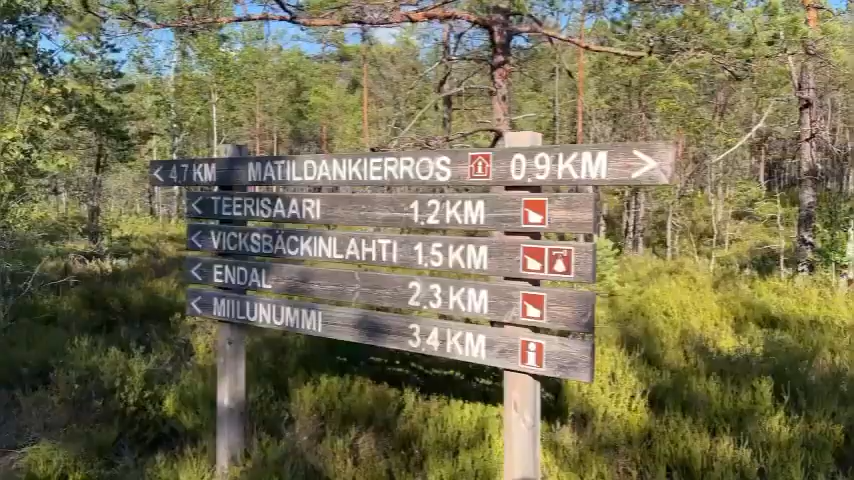 < 4,7 KM MATILDANKIERROS 0,9 KM >
< TEERISAARI 1,2 KM
< VICKSBÄCKINLAHTI 1,5 KM
< ENDAL 2,3 KM
< MIILUNUMMI 3,4 KM i